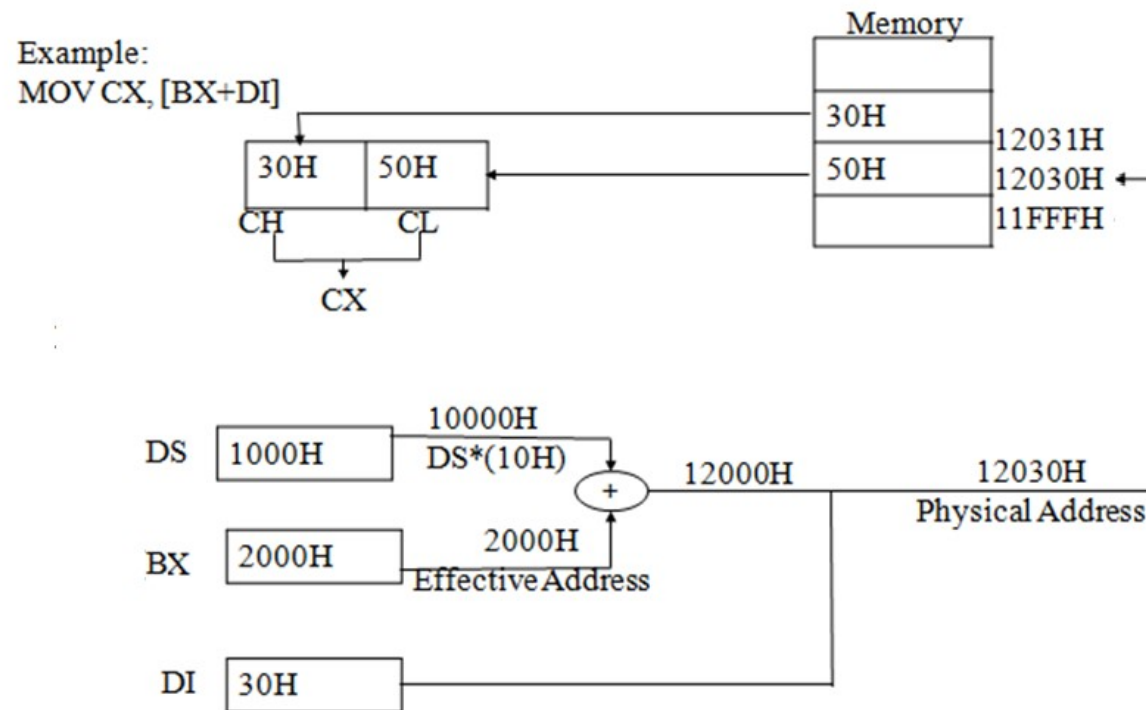 Memory
Example:
MOV CX, [BX+DI]
30H
12031H
30H 50H
50H
12030H
CH CL
11FFFH
CX
DS 1000H
10000H
DS*(10H)
+
12000H
12030H
Physical Address
BX 2000H
2000H
Effective Address
DI 30H